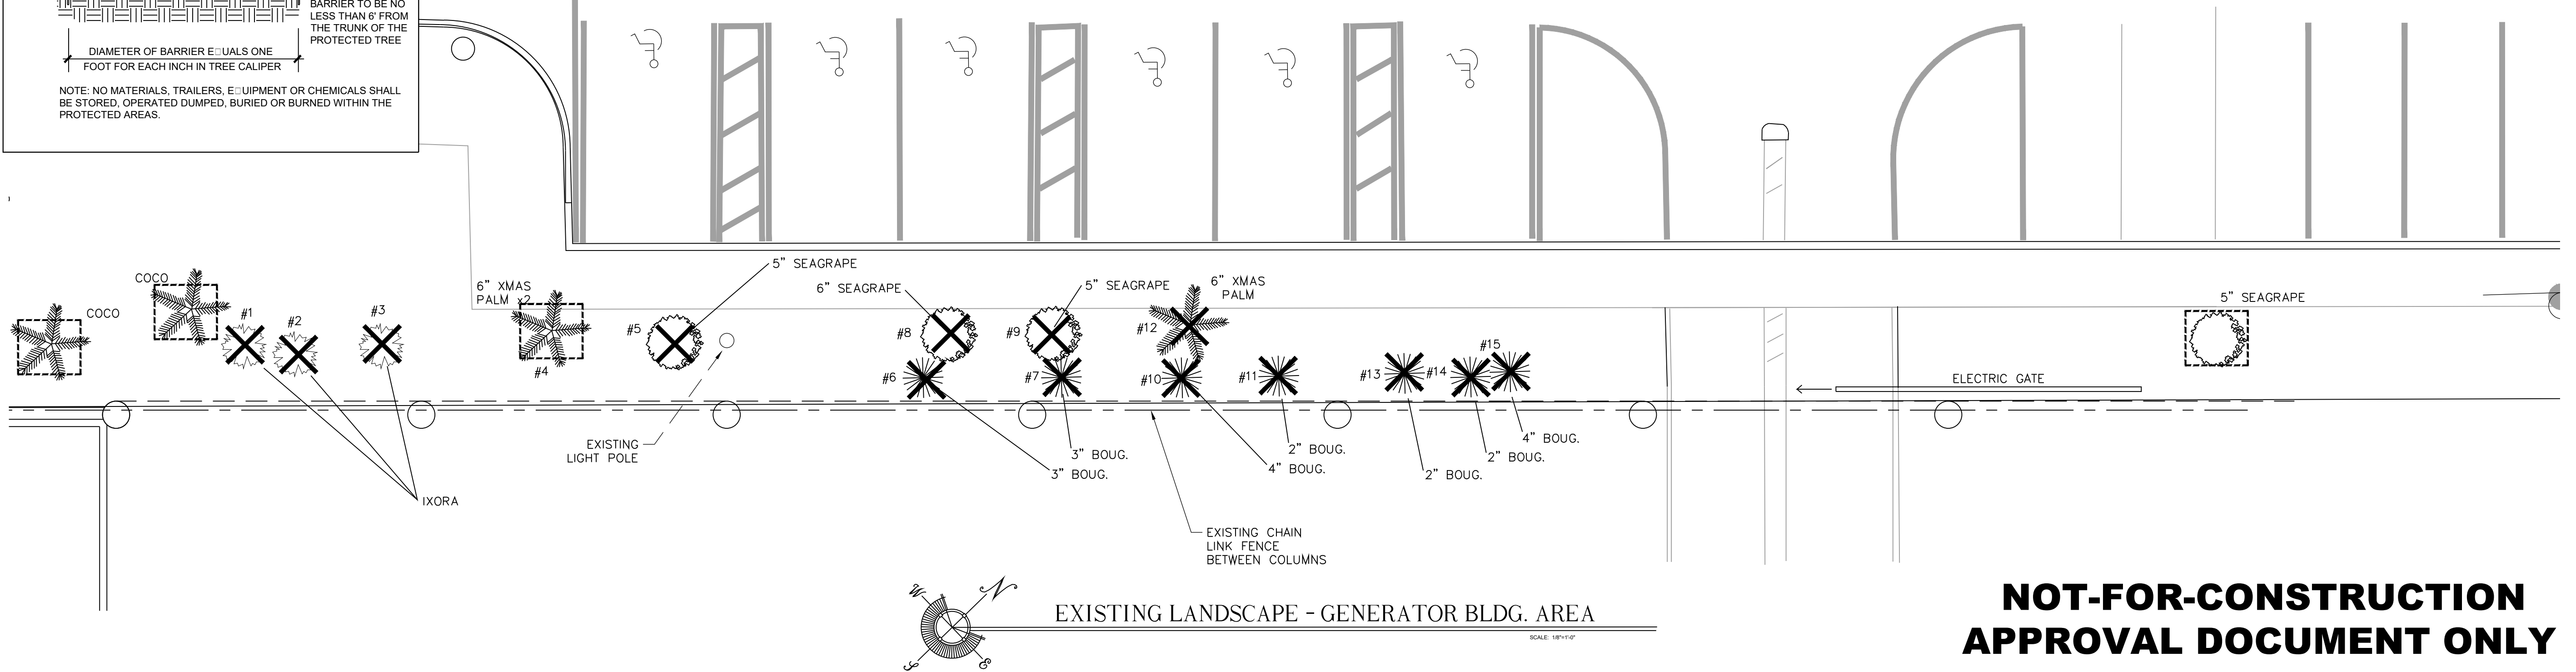 BARRIER TO BE NO
LESS THAN 6' FROM
THE TRUNK OF THE
PROTECTED TREE
DIAMETER OF BARRIER E□UALS ONE
FOOT FOR EACH INCH IN TREE CALIPER
NOTE: NO MATERIALS, TRAILERS, E□UIPMENT OR CHEMICALS SHALL
BE STORED, OPERATED DUMPED, BURIED OR BURNED WITHIN THE
PROTECTED AREAS.
COCO
COCO
#1
#2
#3
6" XMAS
PALM x2
#4
5" SEAGRAPE
#5
6" SEAGRAPE
#8
5" SEAGRAPE
#9
6" XMAS
PALM
#12
#6
#7
#10
#11
#13
#14
#15
5" SEAGRAPE
ELECTRIC GATE
EXISTING
LIGHT POLE
3" BOUG.
3" BOUG.
4" BOUG.
2" BOUG.
2" BOUG.
2" BOUG.
4" BOUG.
IXORA
EXISTING CHAIN
LINK FENCE
BETWEEN COLUMNS
W
N
S
E
EXISTING LANDSCAPE - GENERATOR BLDG. AREA
SCALE: 1/8"=1'-0"
NOT-FOR-CONSTRUCTION
APPROVAL DOCUMENT ONLY